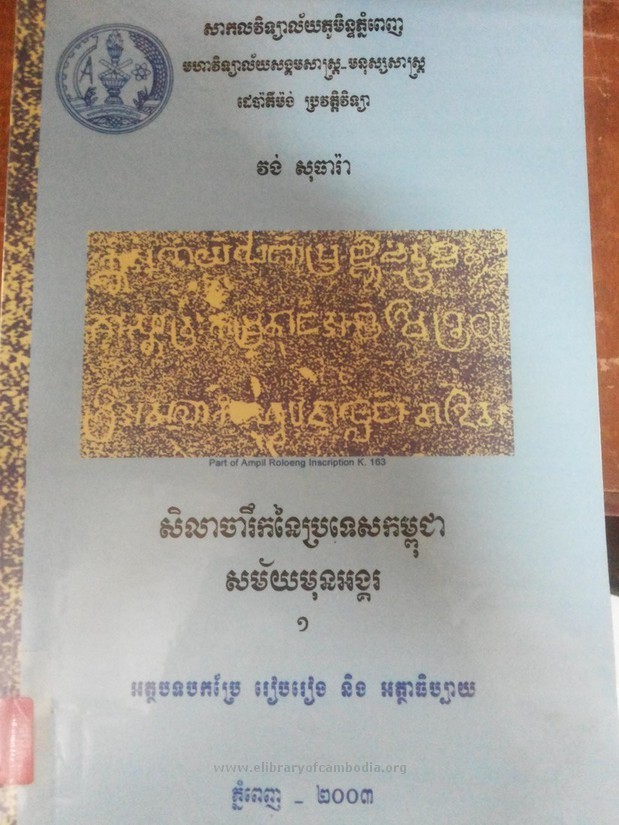 សាកលវិទ្យាល័យភូមិន្ទភ្នំពេញ
មហាវិទ្យាល័យសង្គមសាស្ត្រ-មនុស្សសាស្ត្រ
ដេប៉ាតឺម៉ង់ ប្រវត្តិវិទ្យា
វង់ សុធារ៉ា
Part of Ampil Roloeng Inscription K. 163
សិលាចារឹកនៃប្រទេសកម្ពុជា
សម័យមុនអង្គរ
១
អត្ថបទបកប្រែ រៀបរៀង និង អត្ថាធិប្បាយ
www.elibraryofcambodia.org
ភ្នំពេញ - ២០០៣